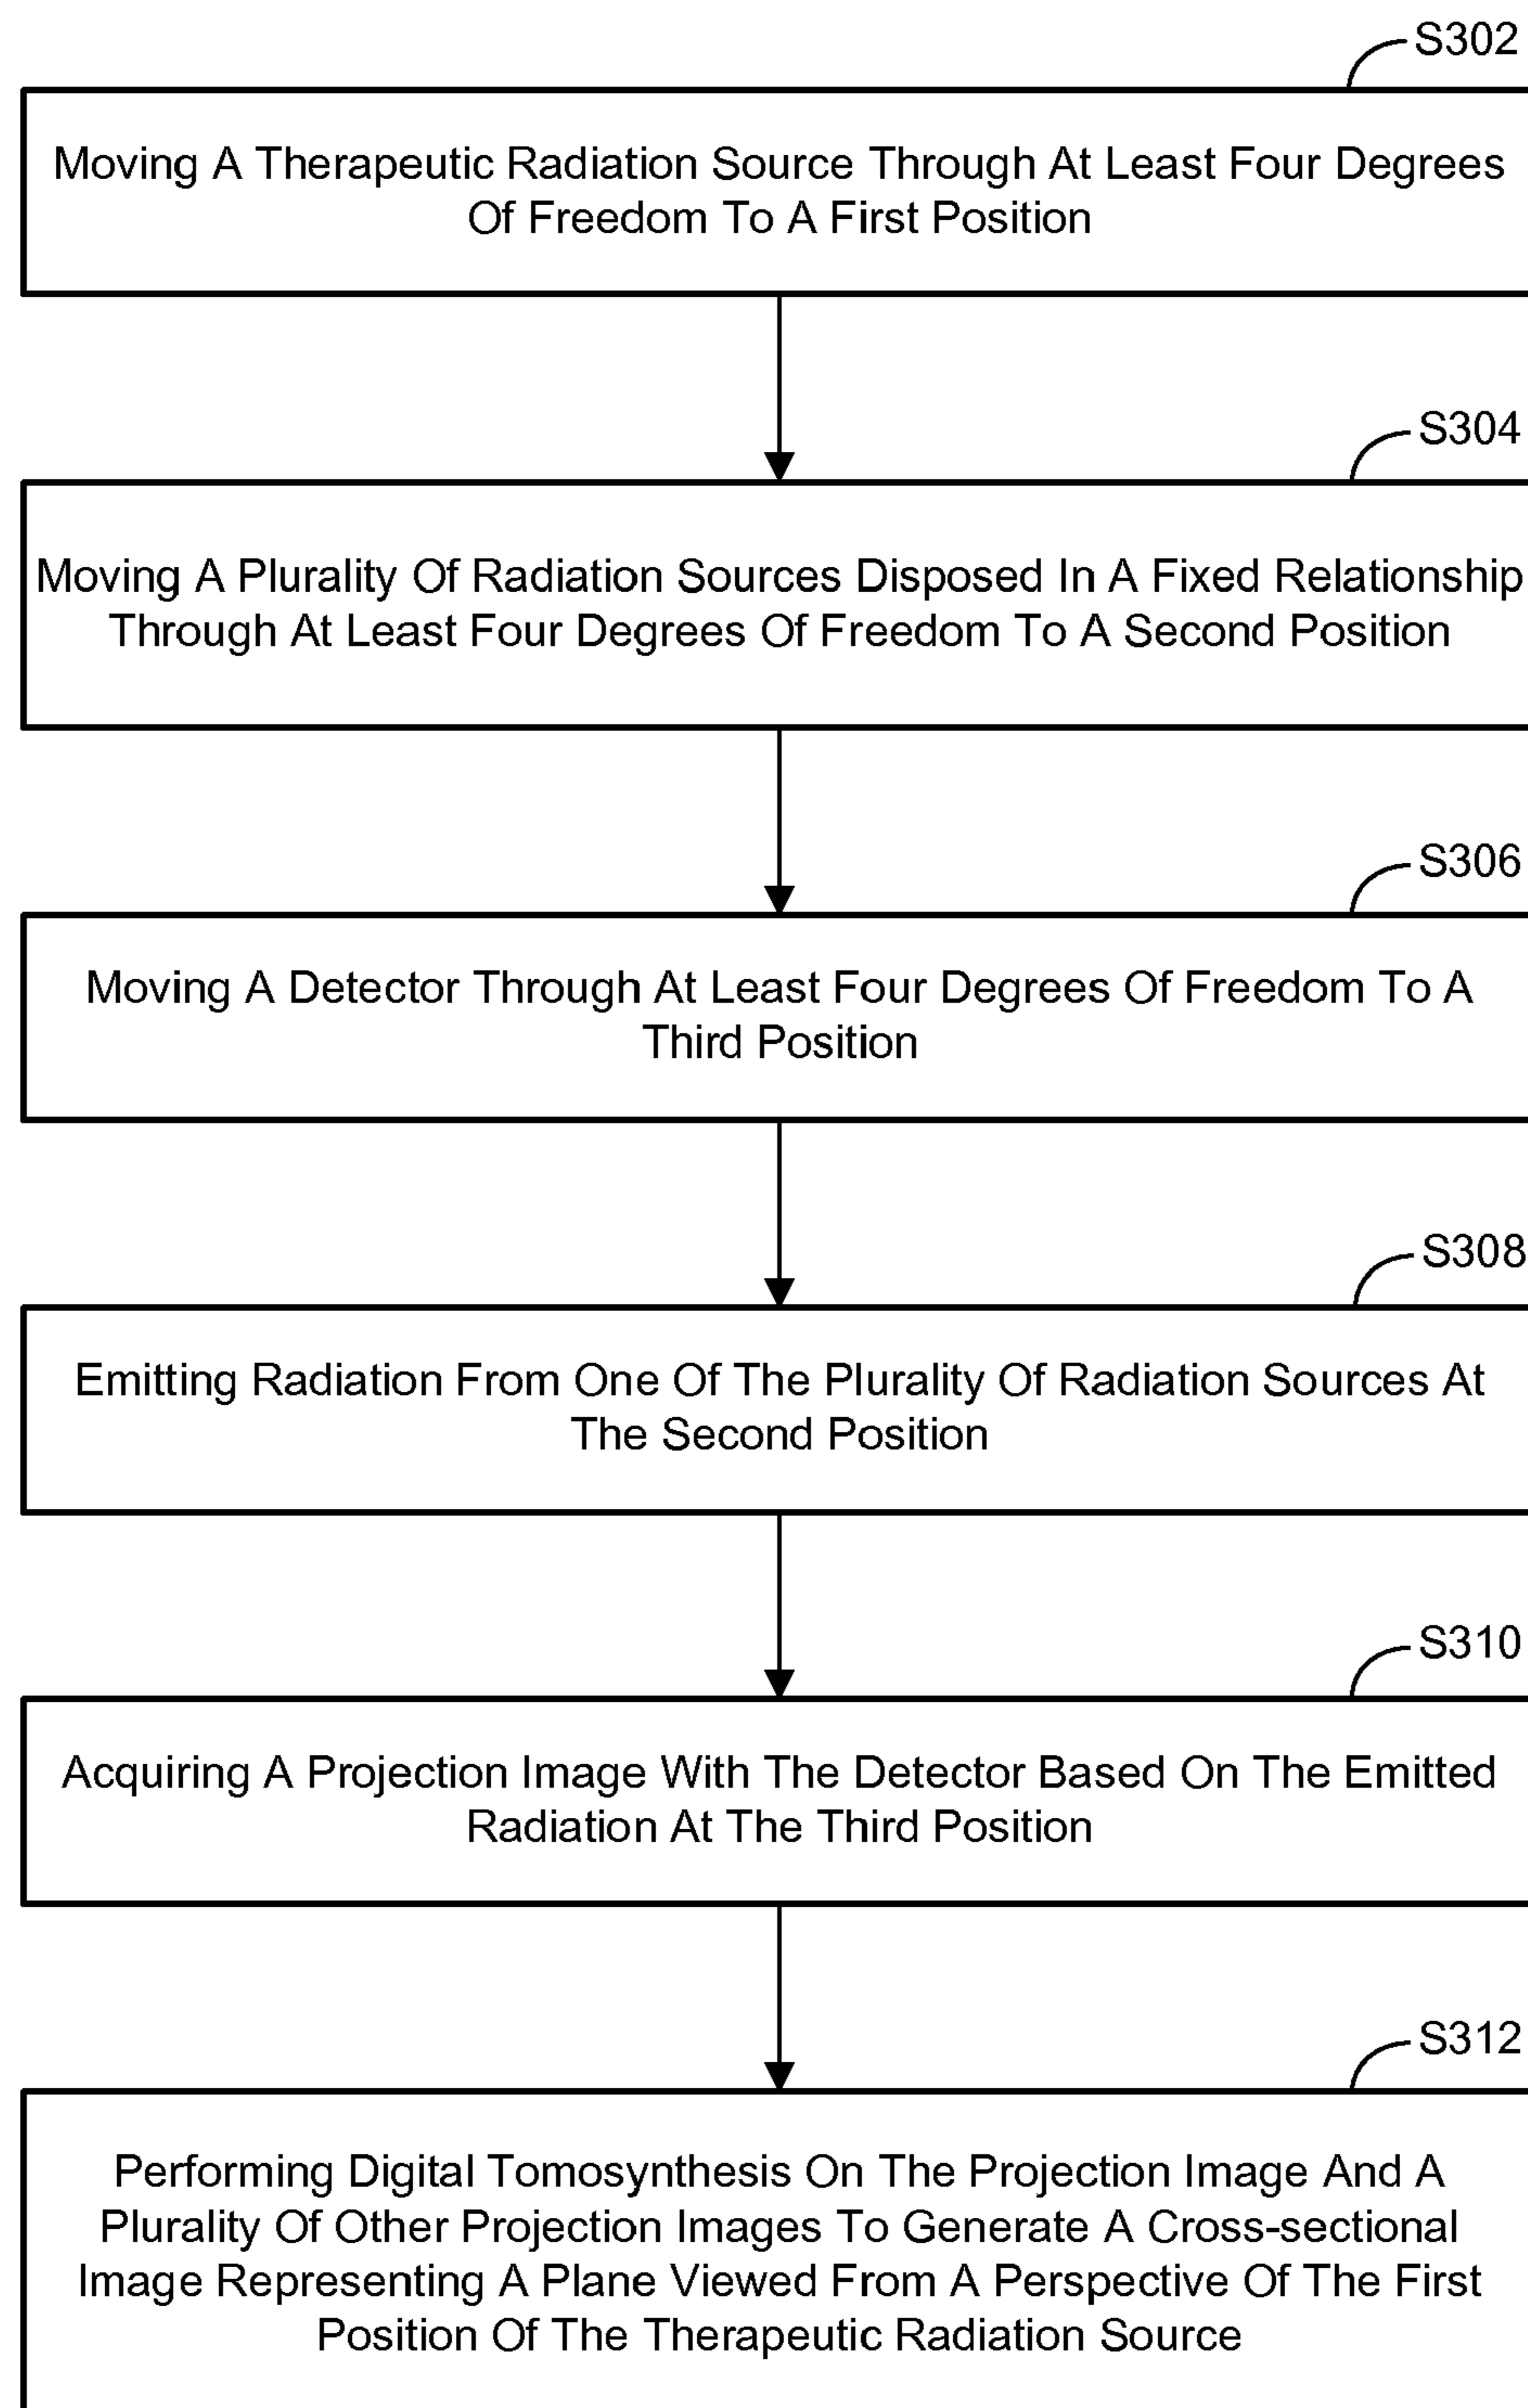 S302
Moving A Therapeutic Radiation Source Through At Least Four Degrees
Of Freedom To A First Position
S304
Moving A Plurality Of Radiation Sources Disposed In A Fixed Relationship
Through At Least Four Degrees Of Freedom To A Second Position
S306
Moving A Detector Through At Least Four Degrees Of Freedom To A
Third Position
S308
Emitting Radiation From One Of The Plurality Of Radiation Sources At
The Second Position
S310
Acquiring A Projection Image With The Detector Based On The Emitted
Radiation At The Third Position
S312
Performing Digital Tomosynthesis On The Projection Image And A
Plurality Of Other Projection Images To Generate A Cross-sectional
Image Representing A Plane Viewed From A Perspective Of The First
Position Of The Therapeutic Radiation Source